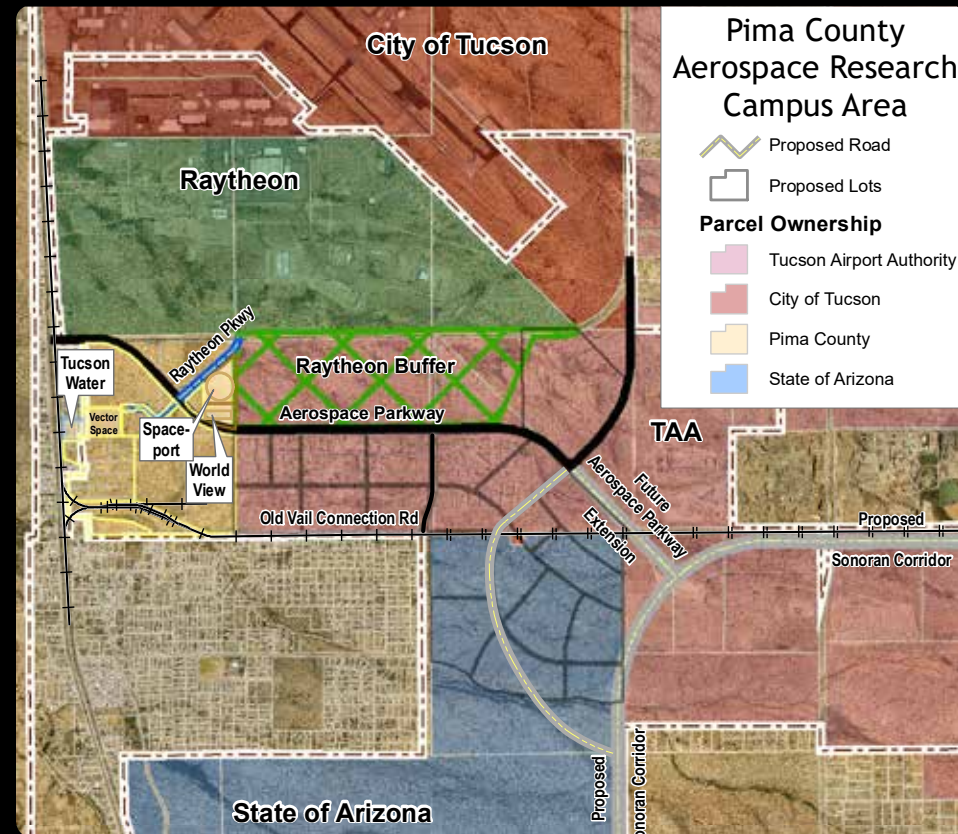 City of Tucson
Pima County
Aerospace Research
Campus Area
Proposed Road
Proposed Lots
Parcel Ownership
Tucson Airport Authority
City of Tucson
Pima County
State of Arizona
Raytheon
Raytheon Pkwy
Raytheon Buffer
Tucson
Water
Vector
Space
Space-
port
Aerospace Parkway
World
View
TAA
Future
Aerospace Parkway
Extension
Old Vail Connection Rd
Proposed
Sonoran Corridor
Proposed
Sonoran Corridor
State of Arizona